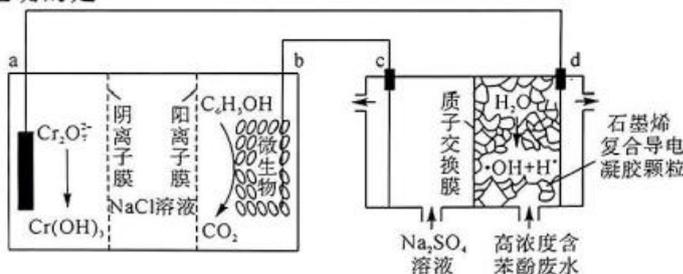 a
b
c
d
Cr₂O₇²⁻
Cr(OH)₃
阴离子膜
阳离子膜
NaCl溶液
C₆H₅OH
微生物
CO₂
质子交换膜
H₂O
·OH+H⁺
石墨烯
复合导电
凝胶颗粒
Na₂SO₄
溶液
高浓度含
苯酚废水